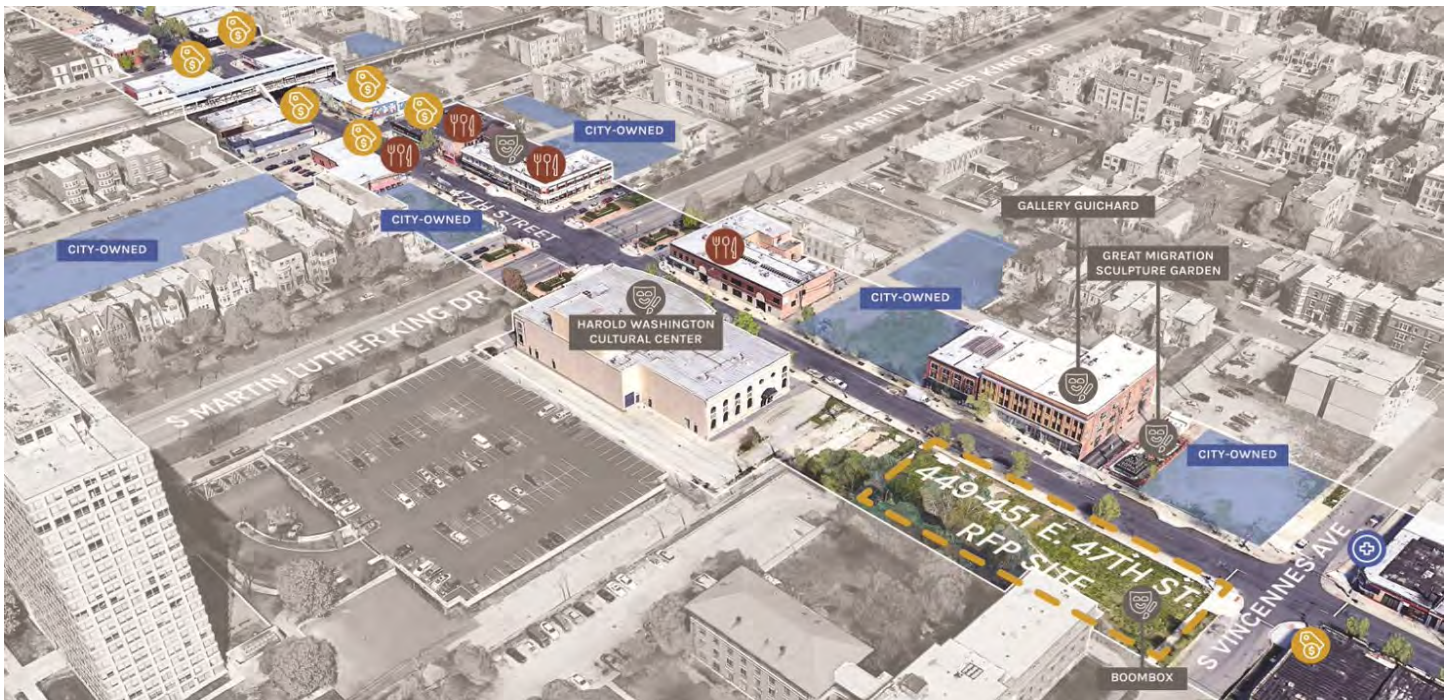 CITY-OWNED
S MARTIN LUTHER KING DR
CITY-OWNED
CITY-OWNED
47TH STREET
GALLERY GUICHARD
GREAT MIGRATION
SCULPTURE GARDEN
CITY-OWNED
HAROLD WASHINGTON
CULTURAL CENTER
S MARTIN LUTHER KING DR
CITY-OWNED
449-451 E. 47TH ST.
RFP SITE
S VINCENNES AVE
BOOMBOX